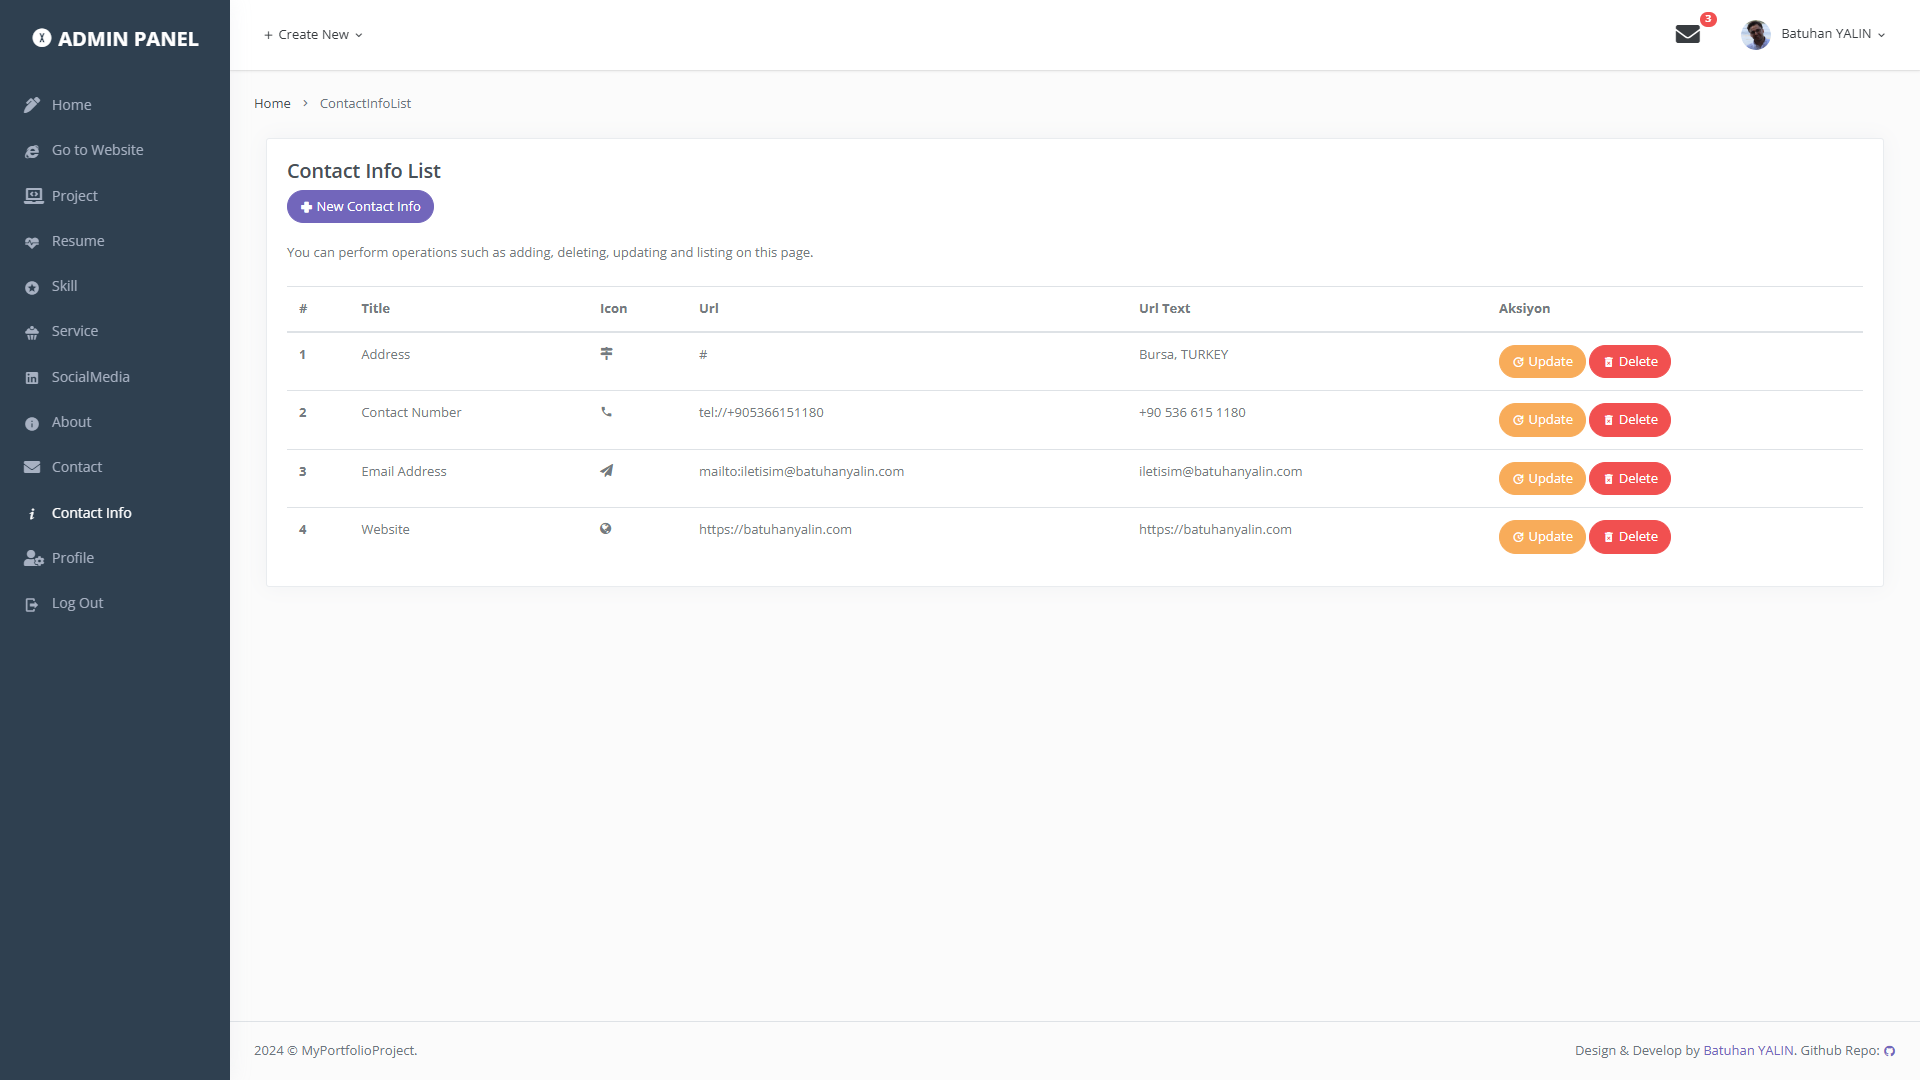 ADMIN PANEL
+ Create New
3
Batuhan YALIN
Home
Go to Website
Project
Resume
Skill
Service
SocialMedia
About
Contact
Contact Info
Profile
Log Out
Home > ContactInfoList
Contact Info List
New Contact Info
You can perform operations such as adding, deleting, updating and listing on this page.
# Title Icon Url Url Text Aksiyon
1 Address # Bursa, TURKEY Update Delete
2 Contact Number tel://+905366151180 +90 536 615 1180 Update Delete
3 Email Address mailto:iletisim@batuhanyalin.com iletisim@batuhanyalin.com Update Delete
4 Website https://batuhanyalin.com https://batuhanyalin.com Update Delete
2024 © MyPortfolioProject.
Design & Develop by Batuhan YALIN. Github Repo: